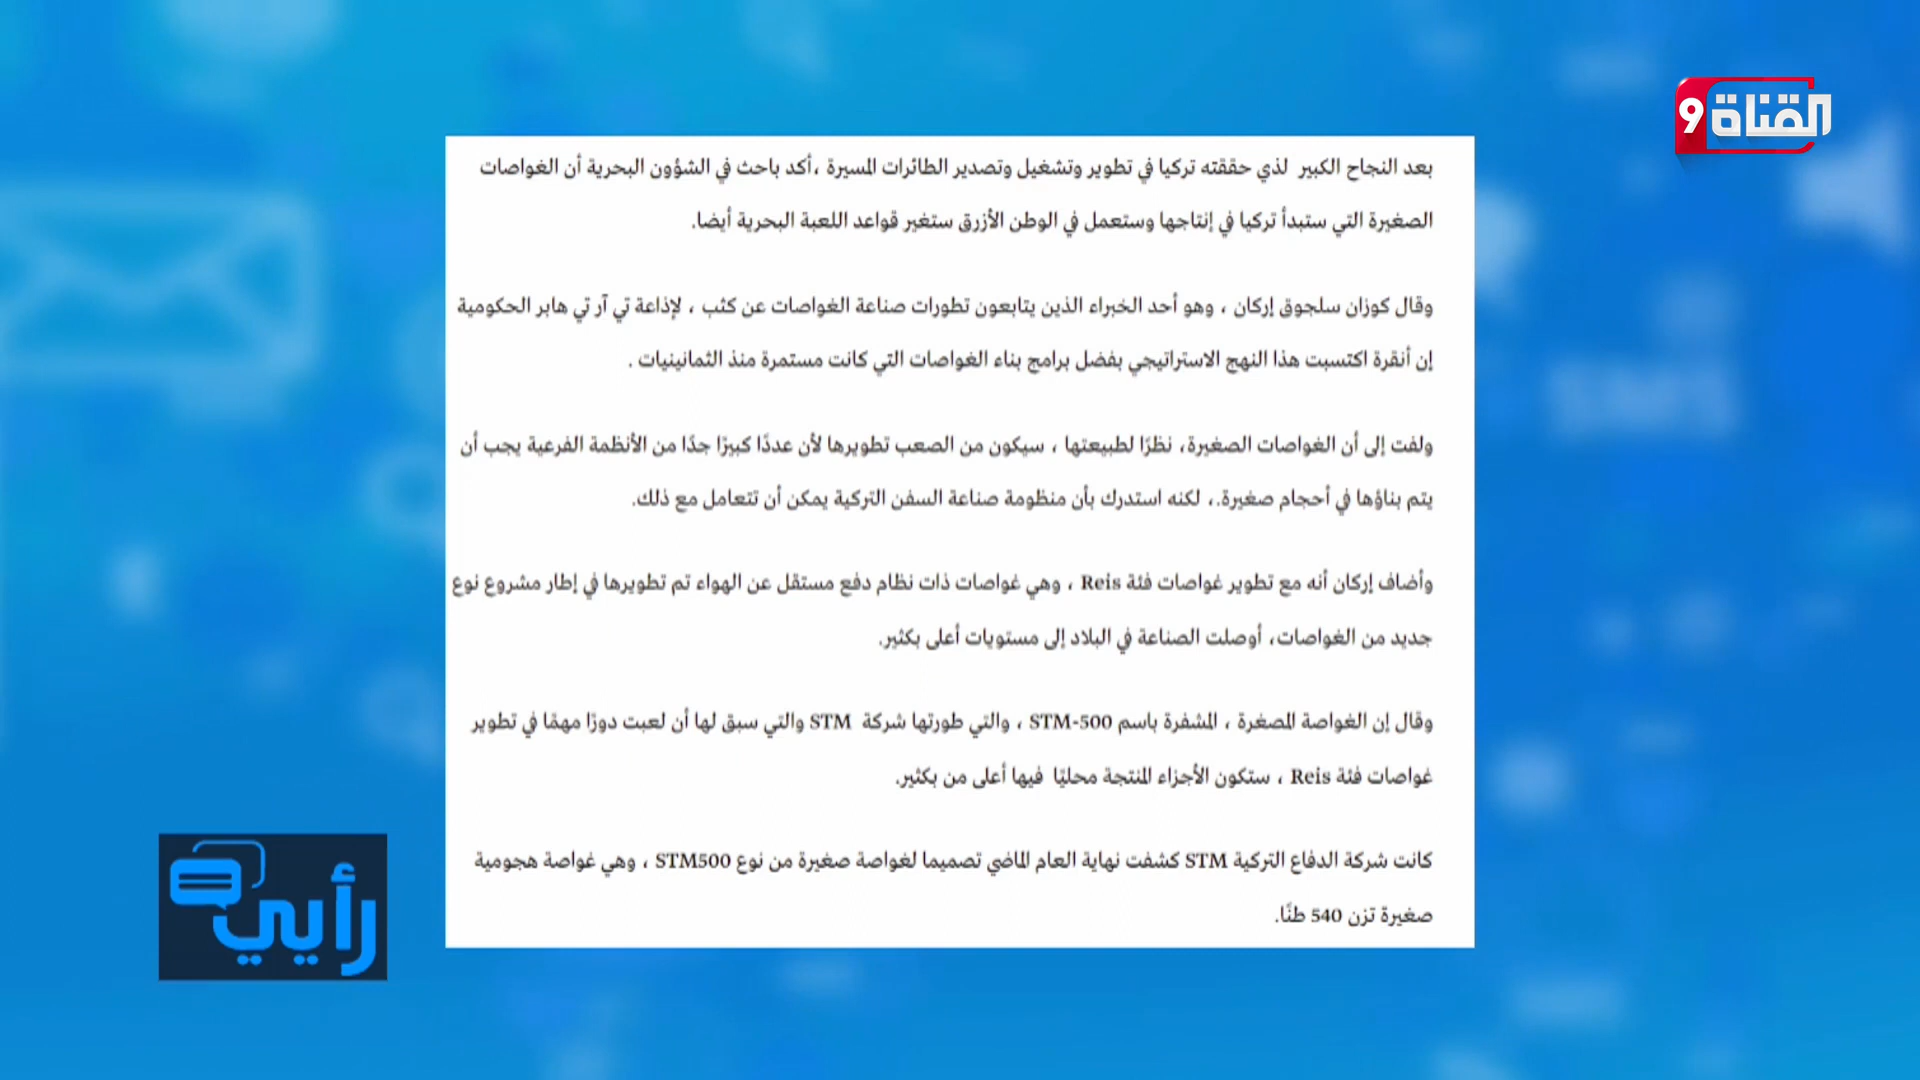 القناة 9
بعد النجاح الكبير لذي حققته تركيا في تطوير وتشغيل وتصدير الطائرات المسيرة ،أكد باحث في الشؤون البحرية أن الغواصات
الصغيرة التي ستبدأ تركيا في إنتاجها وستعمل في الوطن الأزرق ستغير قواعد اللعبة البحرية أيضا.
وقال كوزان سلجوق إركان ، وهو أحد الخبراء الذين يتابعون تطورات صناعة الغواصات عن كثب ، لإذاعة تي آر تي هابر الحكومية
إن أنقرة اكتسبت هذا النهج الاستراتيجي بفضل برامج بناء الغواصات التي كانت مستمرة منذ الثمانينيات .
ولفت إلى أن الغواصات الصغيرة، نظرًا لطبيعتها ، سيكون من الصعب تطويرها لأن عددًا كبيرًا جدًا من الأنظمة الفرعية يجب أن
يتم بناؤها في أحجام صغيرة.، لكنه استدرك بأن منظومة صناعة السفن التركية يمكن أن تتعامل مع ذلك.
وأضاف إركان أنه مع تطوير غواصات فئة Reis ، وهي غواصات ذات نظام دفع مستقل عن الهواء تم تطويرها في إطار مشروع نوع
جديد من الغواصات، أوصلت الصناعة في البلاد إلى مستويات أعلى بكثير.
وقال إن الغواصة المصغرة ، المشفرة باسم STM-500 ، والتي طورتها شركة STM والتي سبق لها أن لعبت دورًا مهمًا في تطوير
غواصات فئة Reis ، ستكون الأجزاء المنتجة محليًا فيها أعلى من بكثير.
كانت شركة الدفاع التركية STM كشفت نهاية العام الماضي تصميما لغواصة صغيرة من نوع STM500 ، وهي غواصة هجومية
صغيرة تزن 540 طنًا.
رأيي
SMS